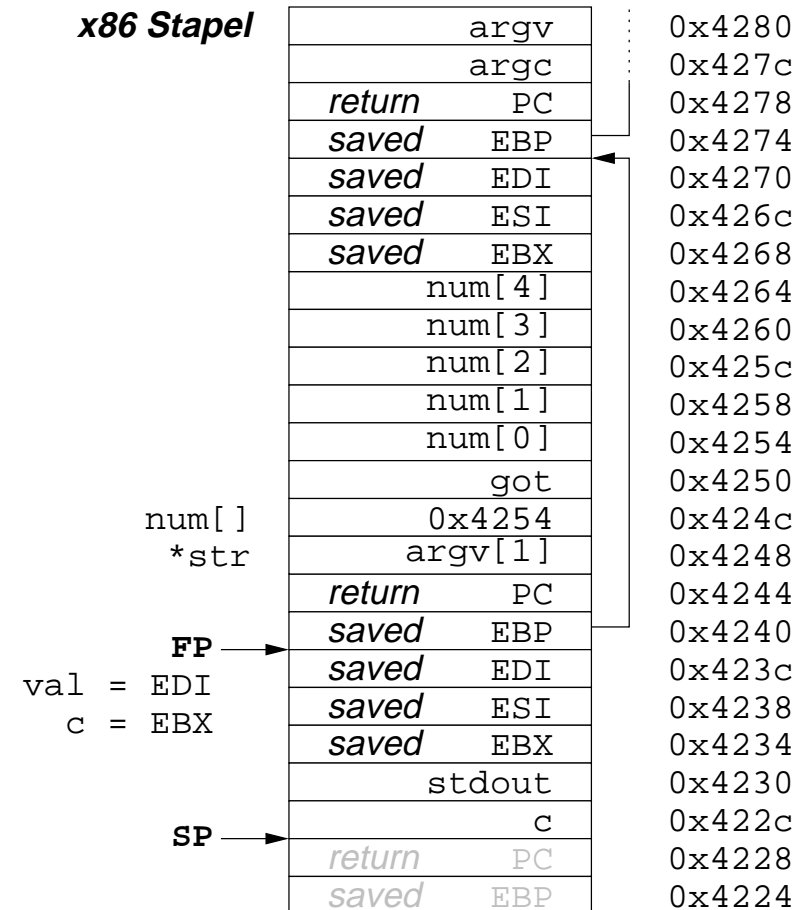 x86 Stapel argv 0x4280
argc 0x427c
return PC 0x4278
saved EBP 0x4274
saved EDI 0x4270
saved ESI 0x426c
saved EBX 0x4268
num[4] 0x4264
num[3] 0x4260
num[2] 0x425c
num[1] 0x4258
num[0] 0x4254
got 0x4250
num[] 0x4254 0x424c
*str argv[1] 0x4248
return PC 0x4244
saved EBP 0x4240
FP
saved EDI 0x423c
val = EDI
saved ESI 0x4238
c = EBX
saved EBX 0x4234
stdout 0x4230
c 0x422c
SP
return PC 0x4228
saved EBP 0x4224